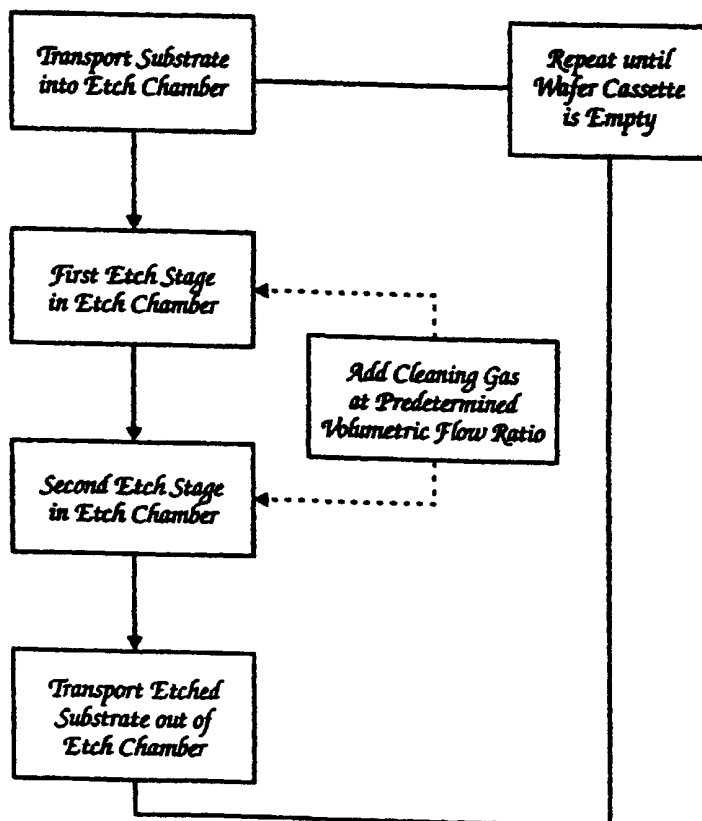 Transport Substrate
into Etch Chamber
Repeat until
Wafer Cassette
is Empty
First Etch Stage
in Etch Chamber
Add Cleaning Gas
at Predetermined
Volumetric Flow Ratio
Second Etch Stage
in Etch Chamber
Transport Etched
Substrate out of
Etch Chamber